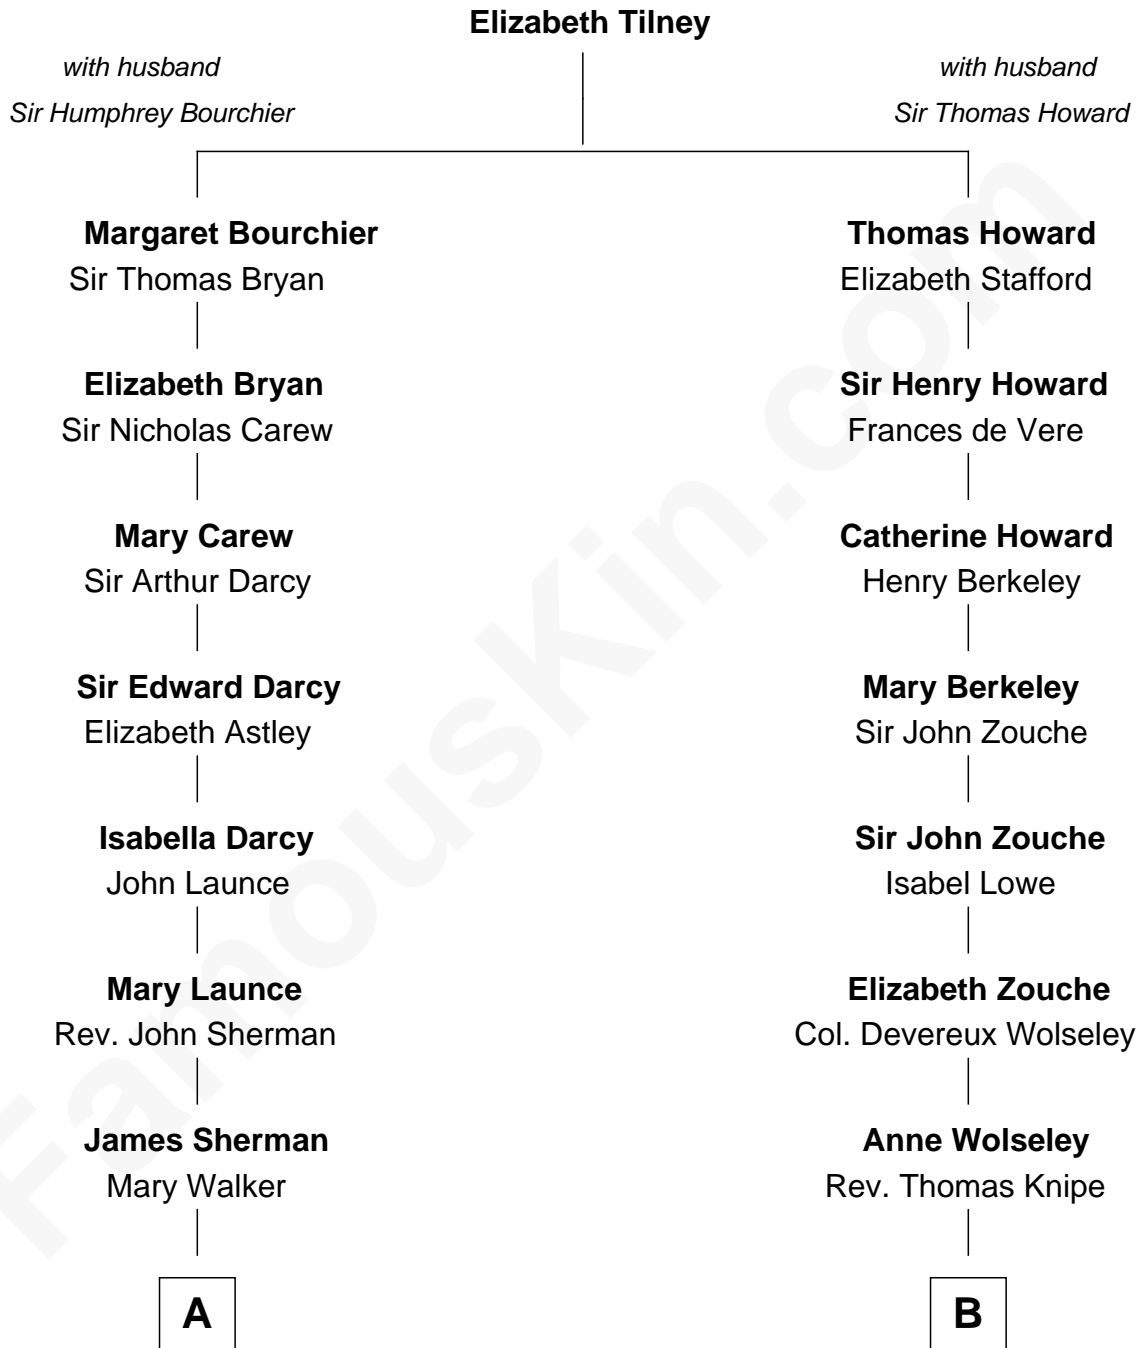 Elizabeth Tilney
with husband
Sir Humphrey Bourchier
with husband
Sir Thomas Howard
Margaret Bourchier
Sir Thomas Bryan
Thomas Howard
Elizabeth Stafford
Elizabeth Bryan
Sir Nicholas Carew
Sir Henry Howard
Frances de Vere
Mary Carew
Sir Arthur Darcy
Catherine Howard
Henry Berkeley
Sir Edward Darcy
Elizabeth Astley
Mary Berkeley
Sir John Zouche
Isabella Darcy
John Launce
Sir John Zouche
Isabel Lowe
Mary Launce
Rev. John Sherman
Elizabeth Zouche
Col. Devereux Wolseley
James Sherman
Mary Walker
Anne Wolseley
Rev. Thomas Knipe
A
B
FamousKin.com